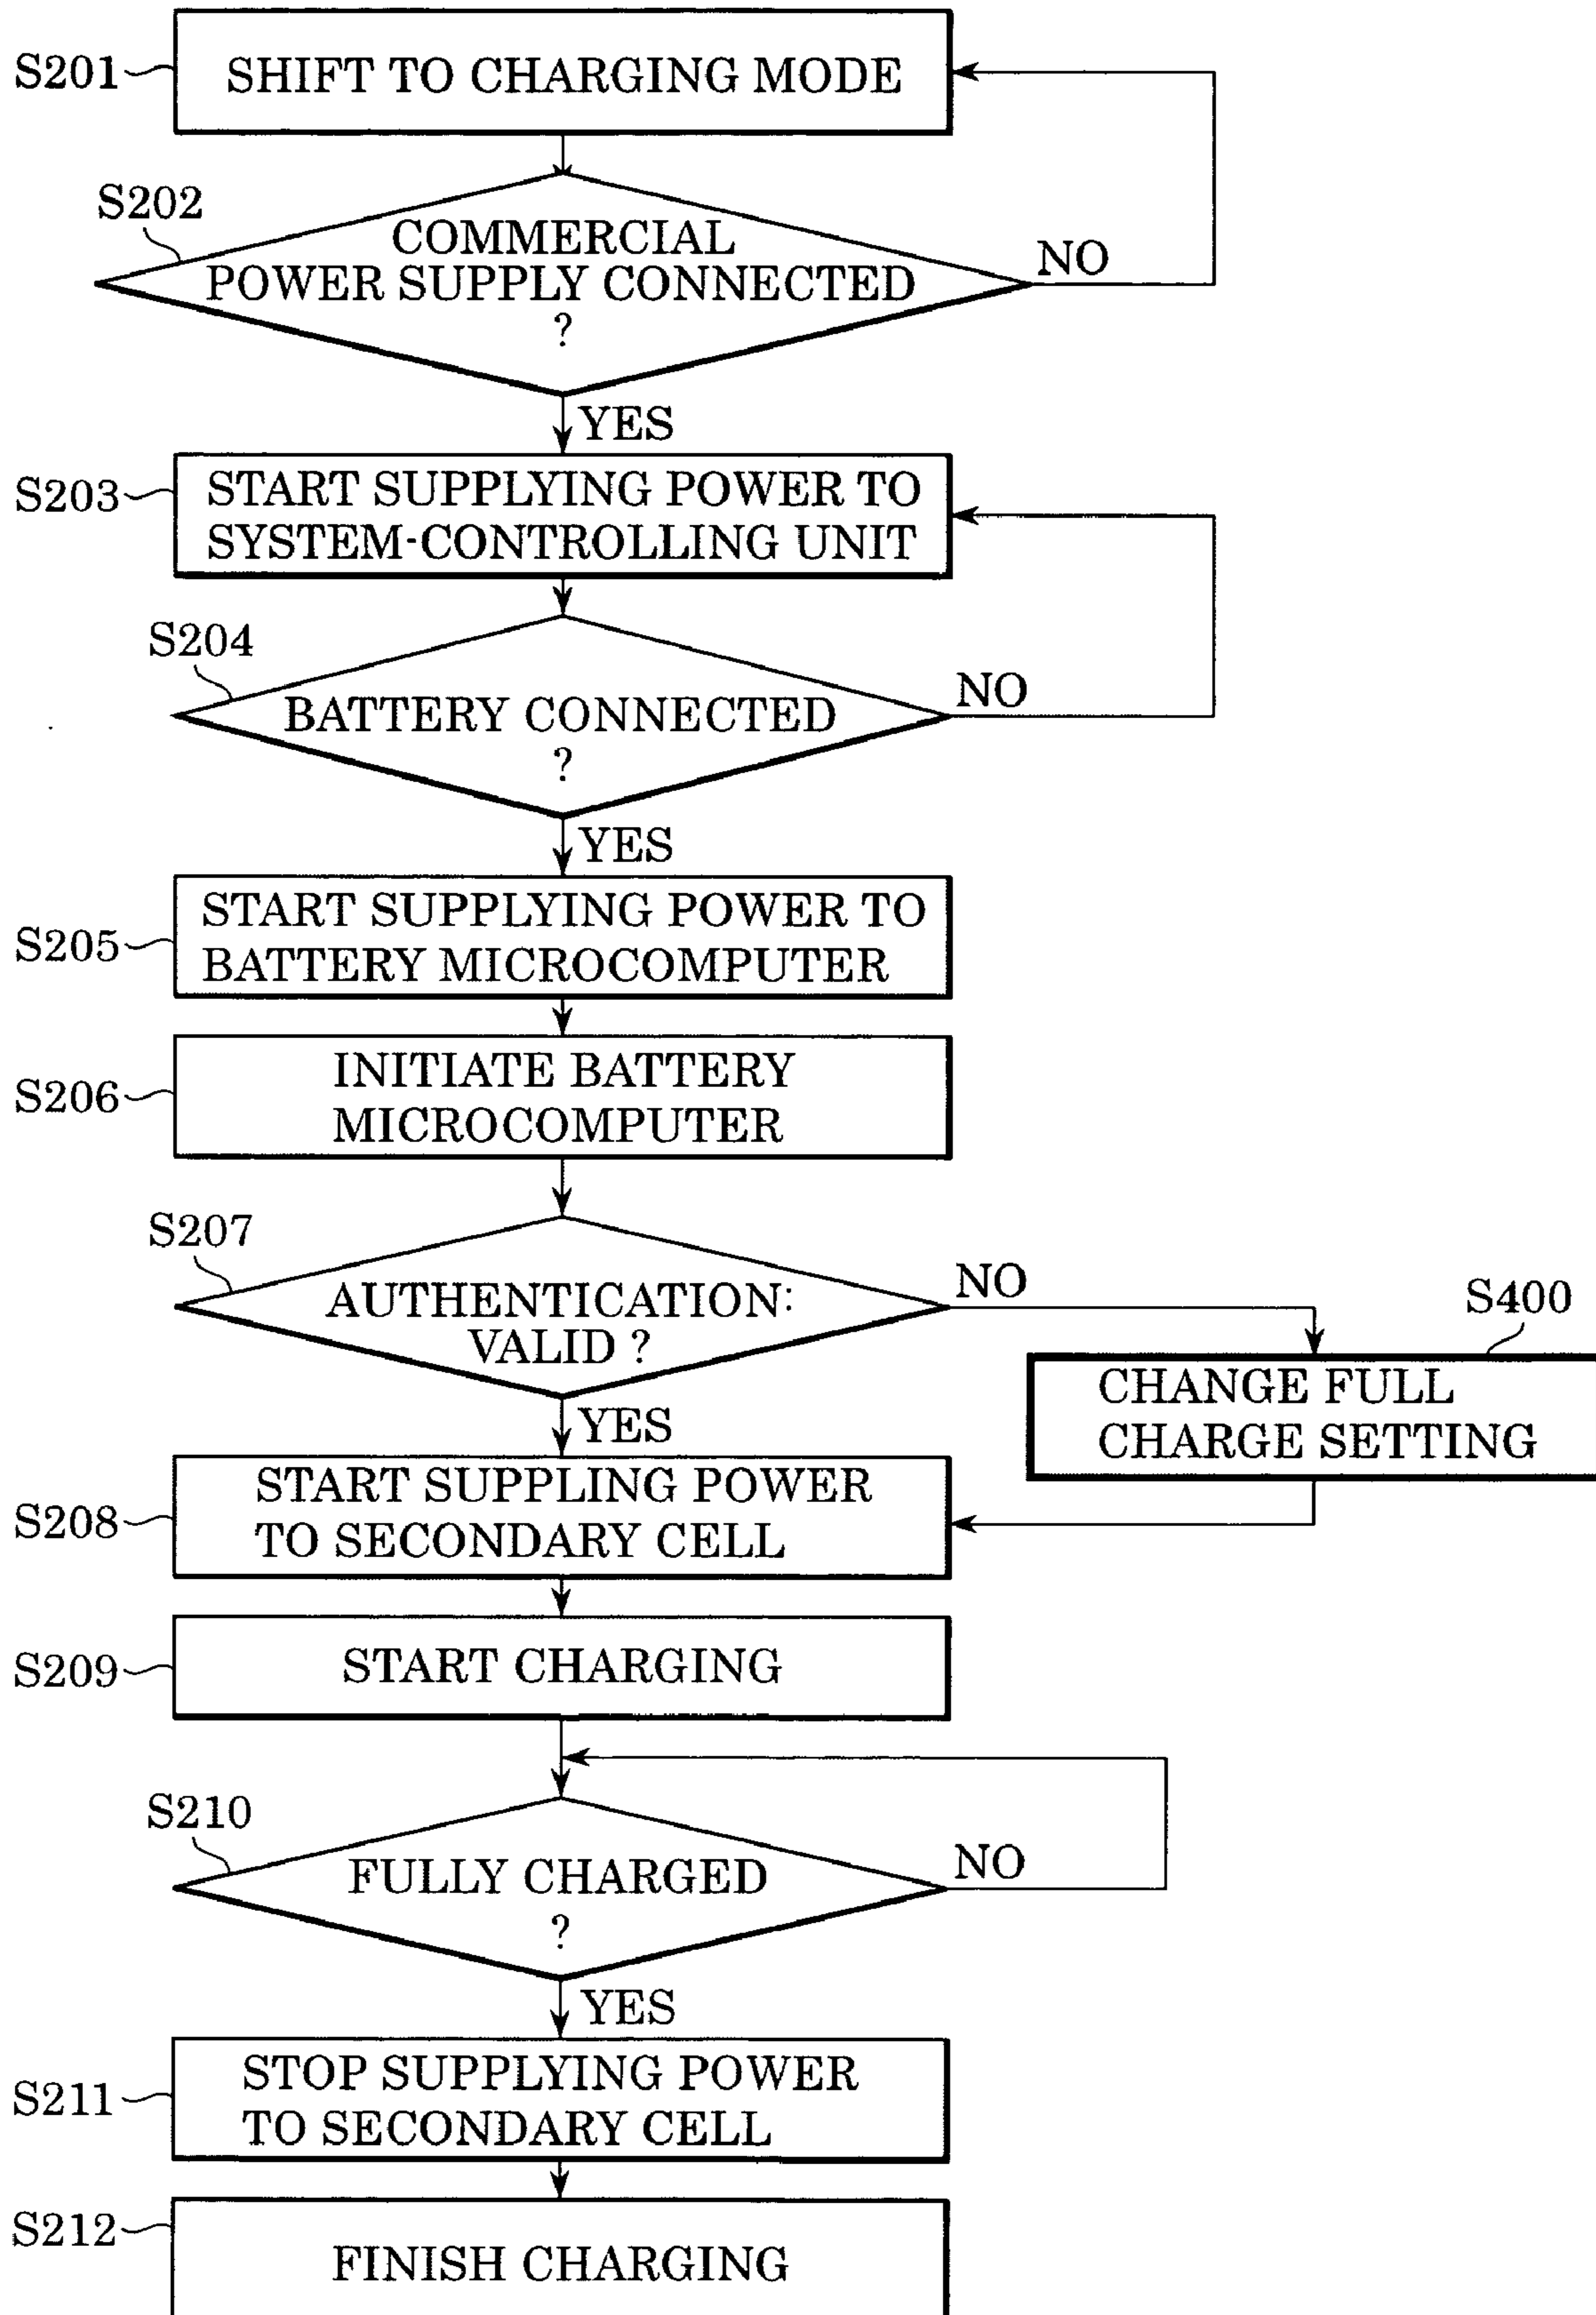 S201
SHIFT TO CHARGING MODE
S202
COMMERCIAL
POWER SUPPLY CONNECTED
?
NO
YES
S203
START SUPPLYING POWER TO
SYSTEM-CONTROLLING UNIT
S204
BATTERY CONNECTED
?
NO
YES
S205
START SUPPLYING POWER TO
BATTERY MICROCOMPUTER
S206
INITIATE BATTERY
MICROCOMPUTER
S207
AUTHENTICATION:
VALID ?
NO
S400
CHANGE FULL
CHARGE SETTING
YES
S208
START SUPPLING POWER
TO SECONDARY CELL
S209
START CHARGING
S210
FULLY CHARGED
?
NO
YES
S211
STOP SUPPLYING POWER
TO SECONDARY CELL
S212
FINISH CHARGING